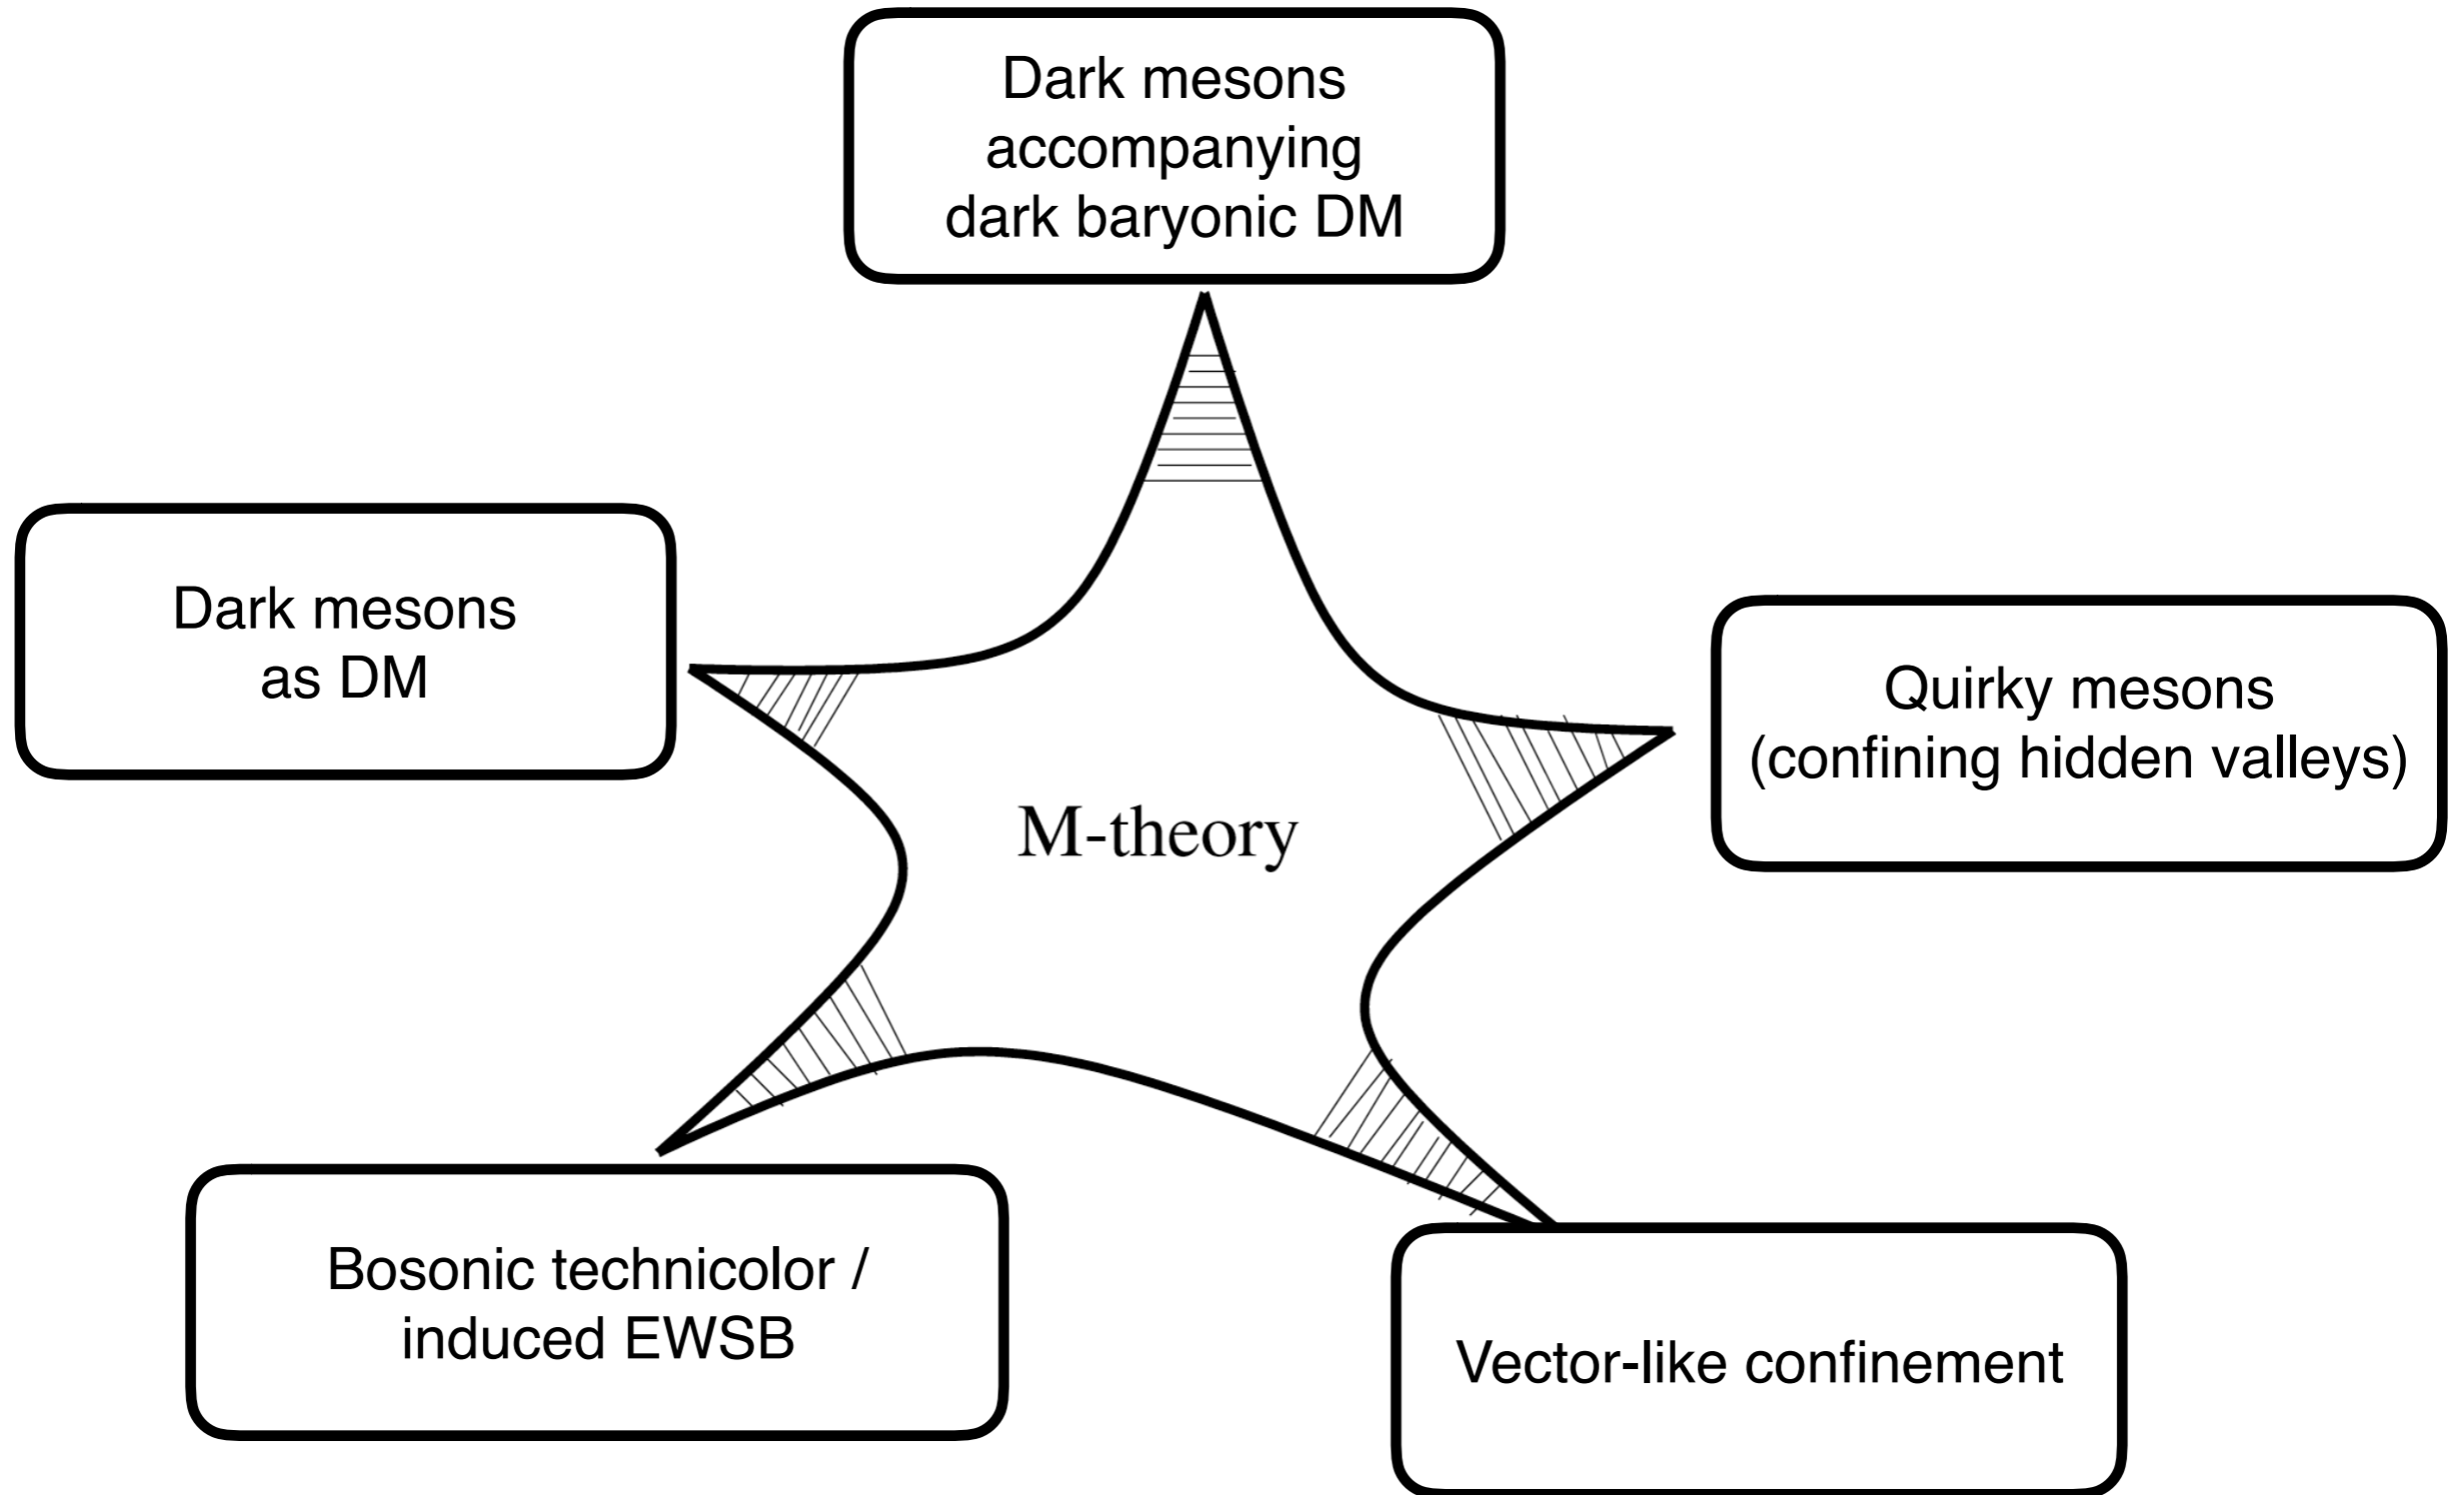 Dark mesons
accompanying
dark baryonic DM
Dark mesons
as DM
Quirky mesons
(confining hidden valleys)
M-theory
Bosonic technicolor /
induced EWSB
Vector-like confinement